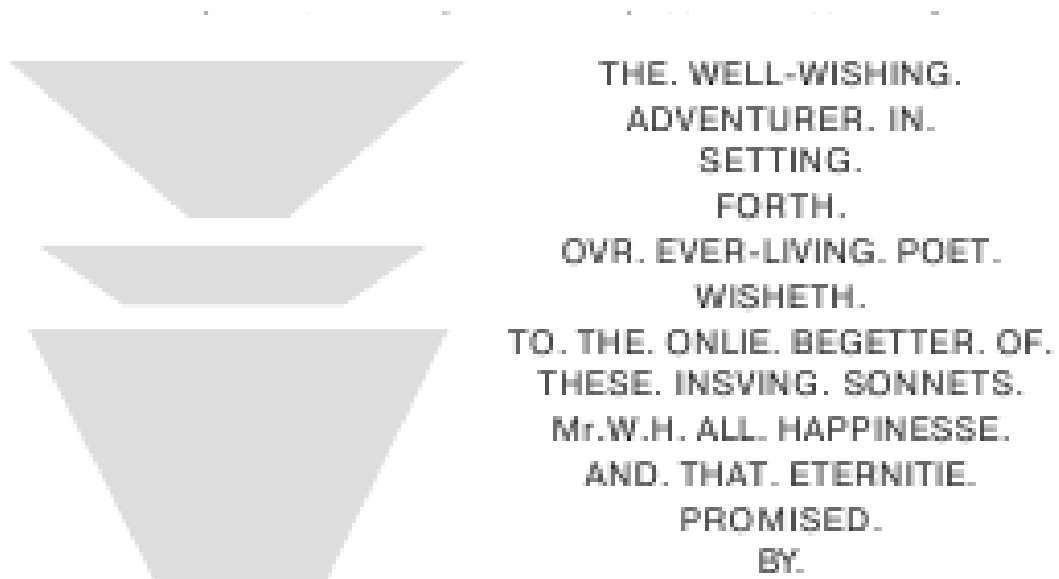 THE. WELL-WISHING.
ADVENTURER. IN.
SETTING.
FORTH.
OVR. EVER-LIVING. POET.
WISHETH.
TO. THE. ONLIE. BEGETTER. OF.
THESE. INSVING. SONNETS.
Mr.W.H. ALL. HAPPINESSE.
AND. THAT. ETERNITIE.
PROMISED.
BY.